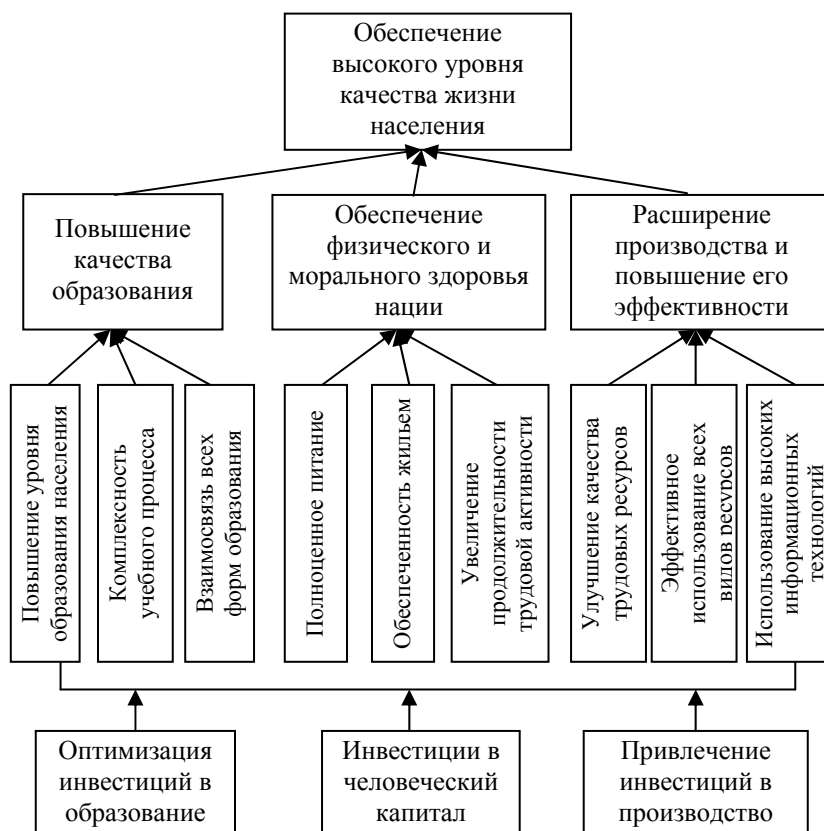 Обеспечение
высокого уровня
качества жизни
населения
Повышение
качества
образования
Обеспечение
физического и
морального здоровья
нации
Расширение
производства и
повышение его
эффективности
Повышение уровня
образования населения
Комплексность
учебного процесса
Взаимосвязь всех
форм образования
Полноценное питание
Обеспеченность жильем
Увеличение
продолжительности
трудовой активности
Улучшение качества
трудовых ресурсов
Эффективное
использование всех
видов ресурсов
Использование высоких
информационных
технологий
Оптимизация
инвестиций в
образование
Инвестиции в
человеческий
капитал
Привлечение
инвестиций в
производство